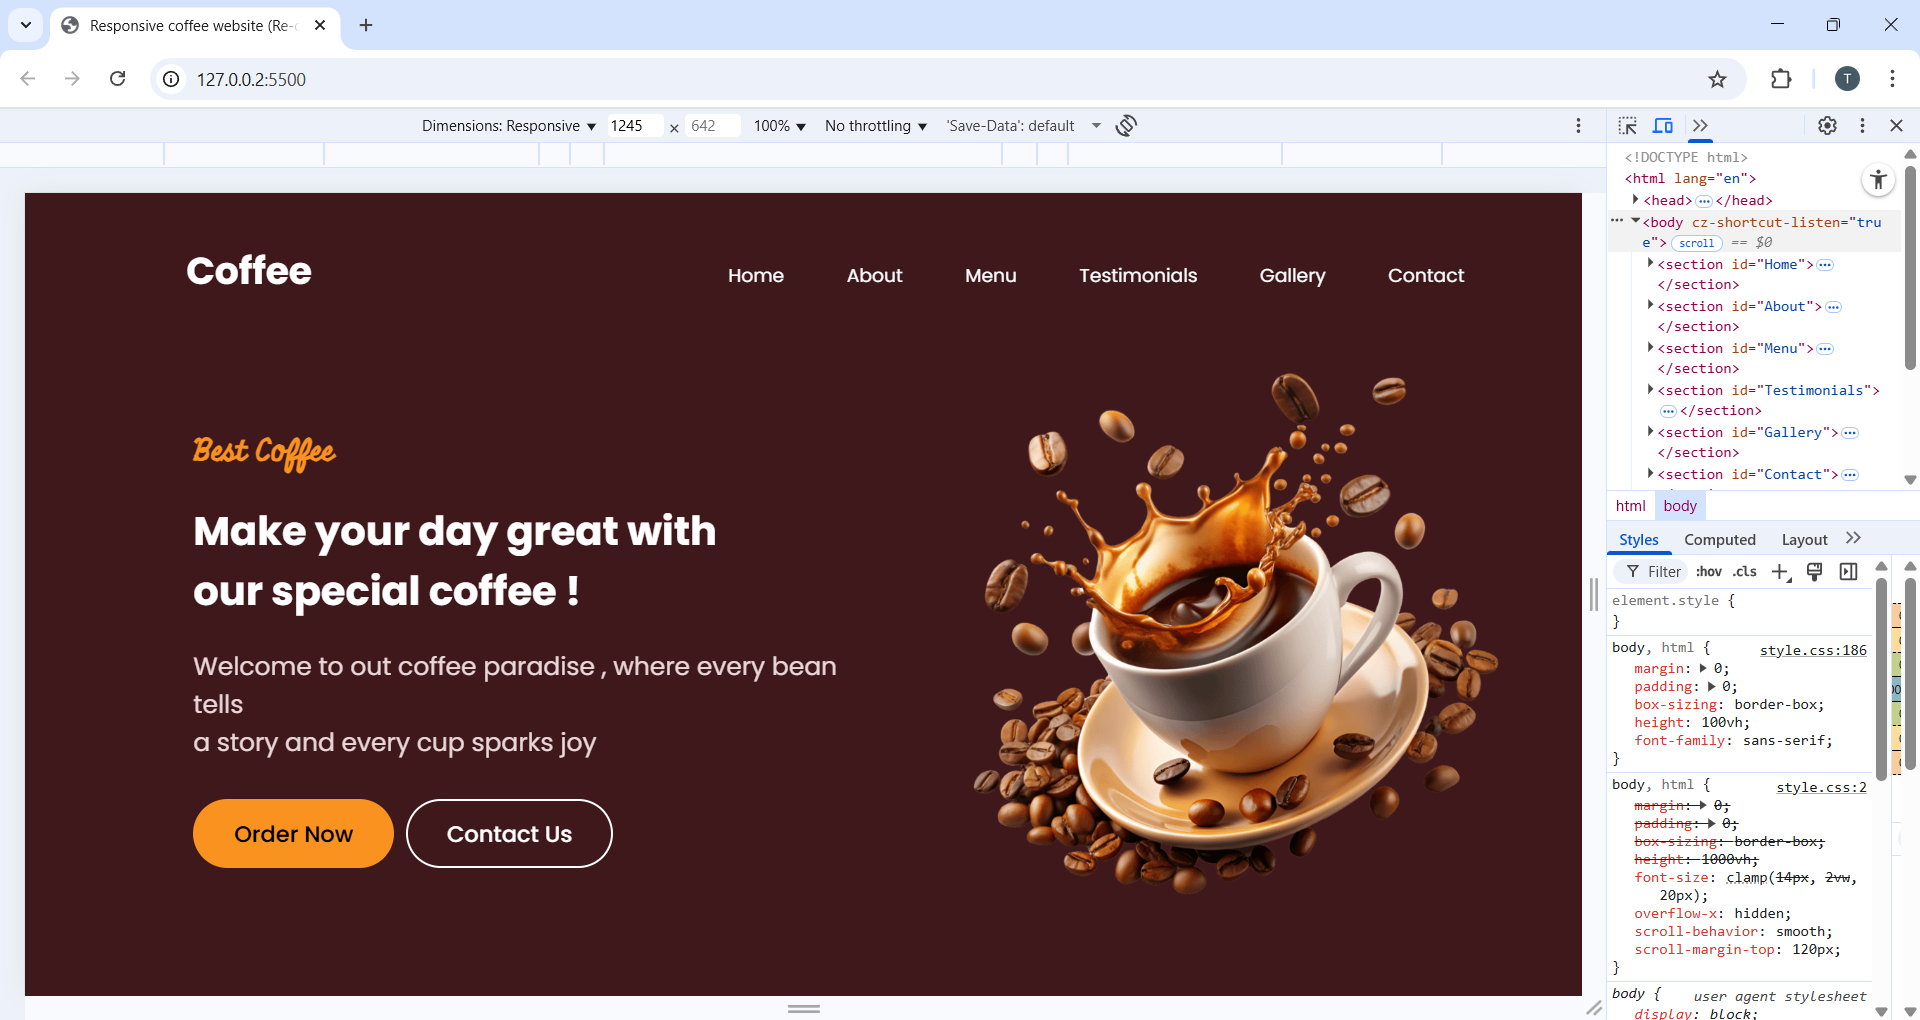 Responsive coffee website (Re-c
127.0.0.2:5500
T
Dimensions: Responsive 1245 x 642 100% No throttling 'Save-Data': default
Coffee
Home About Menu Testimonials Gallery Contact
Best Coffee
Make your day great with
our special coffee !
Welcome to out coffee paradise , where every bean
tells
a story and every cup sparks joy
Order Now Contact Us
<!DOCTYPE html>
<html lang="en">
<head> ••• </head>
••• <body cz-shortcut-listen="tru
e"> scroll == $0
<section id="Home"> •••
</section>
<section id="About"> •••
</section>
<section id="Menu"> •••
</section>
<section id="Testimonials">
••• </section>
<section id="Gallery"> •••
</section>
<section id="Contact"> •••
html body
Styles Computed Layout
Filter :hov .cls
element.style {
}
body, html { style.css:186
margin: 0;
padding: 0;
box-sizing: border-box;
height: 100vh;
font-family: sans-serif;
}
body, html { style.css:2
margin: 0;
padding: 0;
box-sizing: border-box;
height: 1000vh;
font-size: clamp(14px, 2vw,
20px);
overflow-x: hidden;
scroll-behavior: smooth;
scroll-margin-top: 120px;
}
body { user agent stylesheet
display: block;